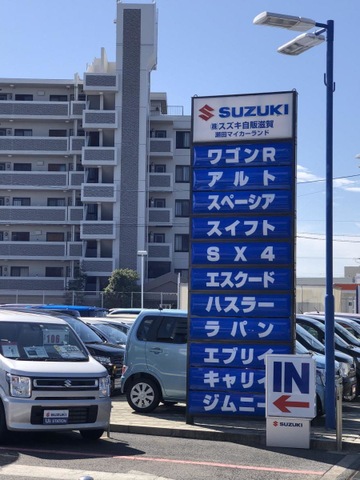 SUZUKI
㈱スズキ自販滋賀
瀬田マイカーランド
ワゴンR
アルト
スペーシア
スイフト
SX4
エスクード
ハスラー
ラパン
エブリイ
キャリイ
ジムニー
IN
SUZUKI
SUZUKI